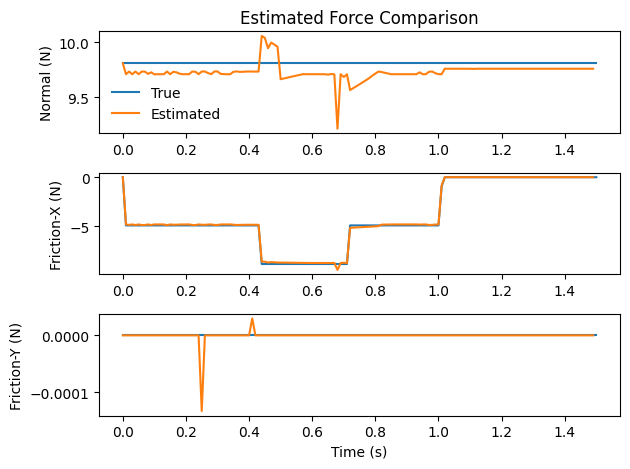 Estimated Force Comparison
Normal (N)
10.0
9.5
True
Estimated
0.0 0.2 0.4 0.6 0.8 1.0 1.2 1.4
Friction-X (N)
0
−5
0.0 0.2 0.4 0.6 0.8 1.0 1.2 1.4
Friction-Y (N)
0.0000
−0.0001
0.0 0.2 0.4 0.6 0.8 1.0 1.2 1.4
Time (s)